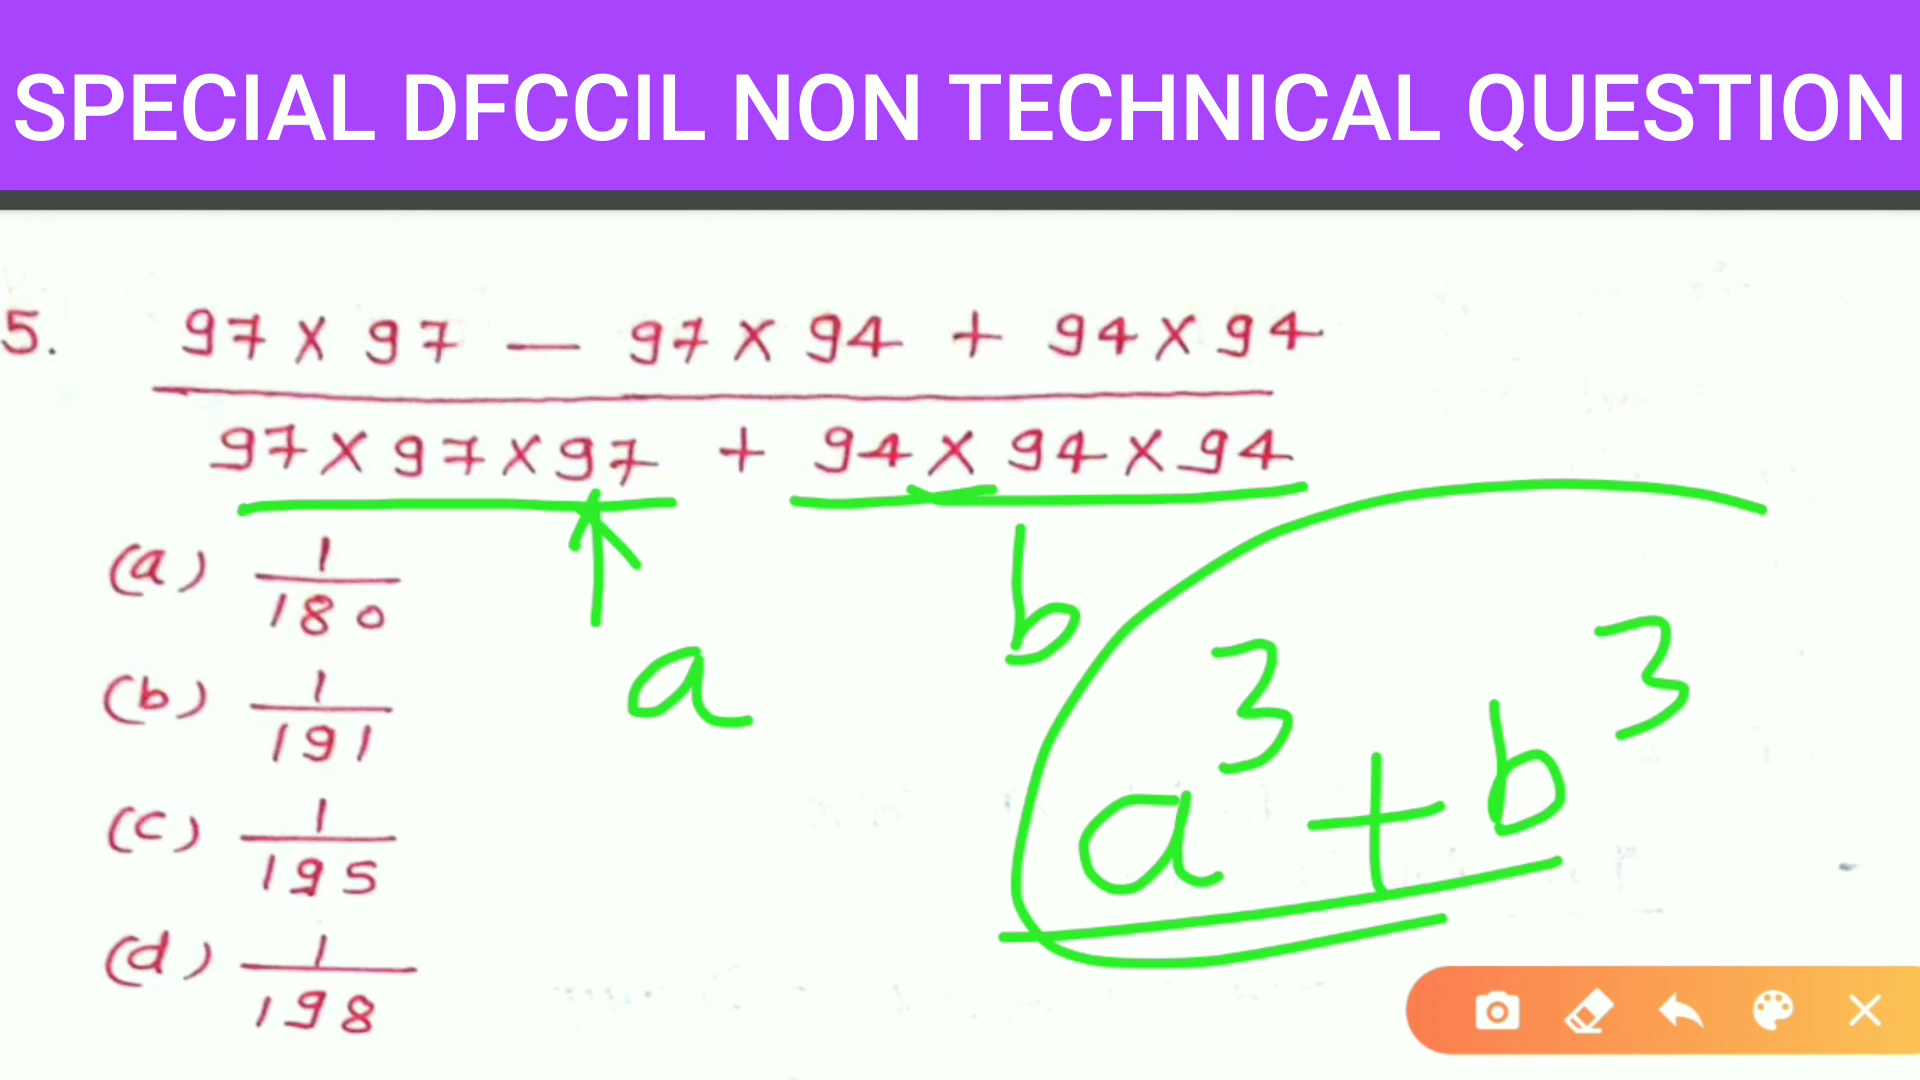 SPECIAL DFCCIL NON TECHNICAL QUESTION
5. 97 × 97 — 97 × 94 + 94 × 94
97 × 97 × 97 + 94 × 94 × 94
(a) 1
180
(b) 1
191
(c) 1
195
(d) 1
198
a
b
a³ + b³